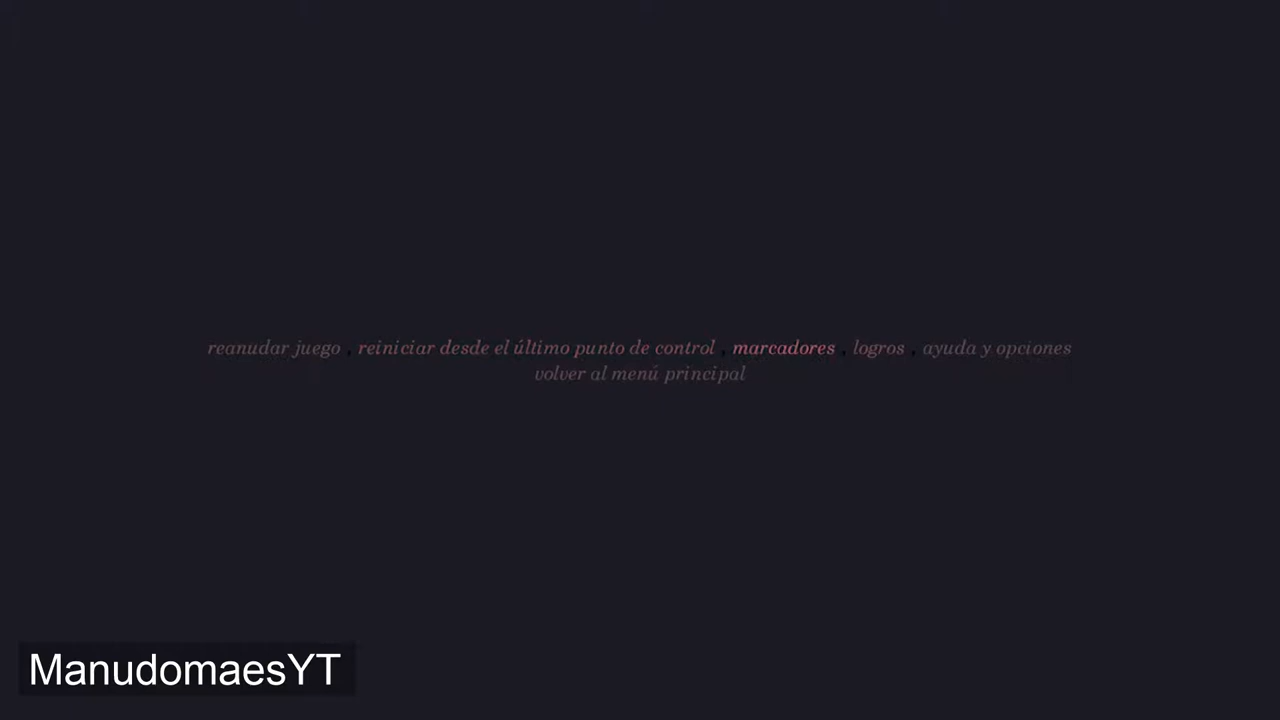 reanudar juego , reiniciar desde el último punto de control , marcadores , logros , ayuda y opciones
volver al menú principal
ManudomaesYT